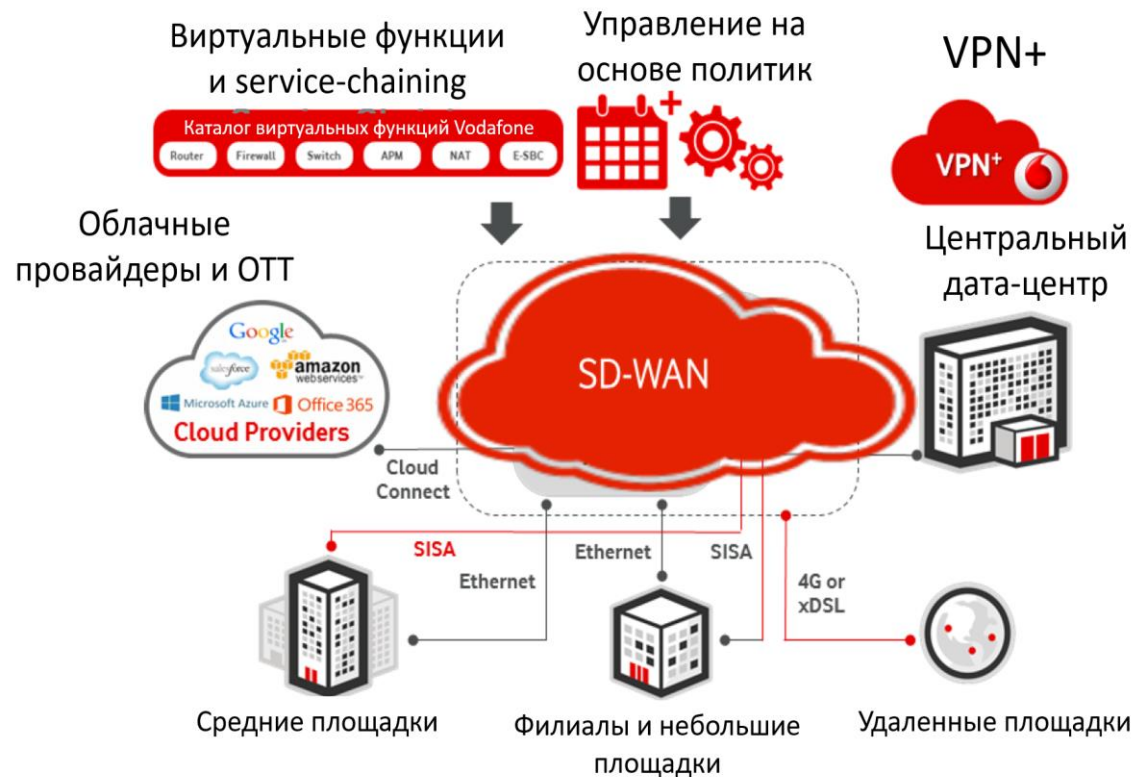 Виртуальные функции
и service-chaining
Управление на
основе политик
VPN+
Каталог виртуальных функций Vodafone
Router
Firewall
Switch
APM
NAT
E-SBC
VPN+
Облачные
провайдеры и ОТТ
Центральный
дата-центр
Google
salesforce
amazon
webservices™
Microsoft Azure
Office 365
Cloud Providers
SD-WAN
Cloud
Connect
SISA
Ethernet
Ethernet
SISA
4G or
xDSL
Средние площадки
Филиалы и небольшие
площадки
Удаленные площадки